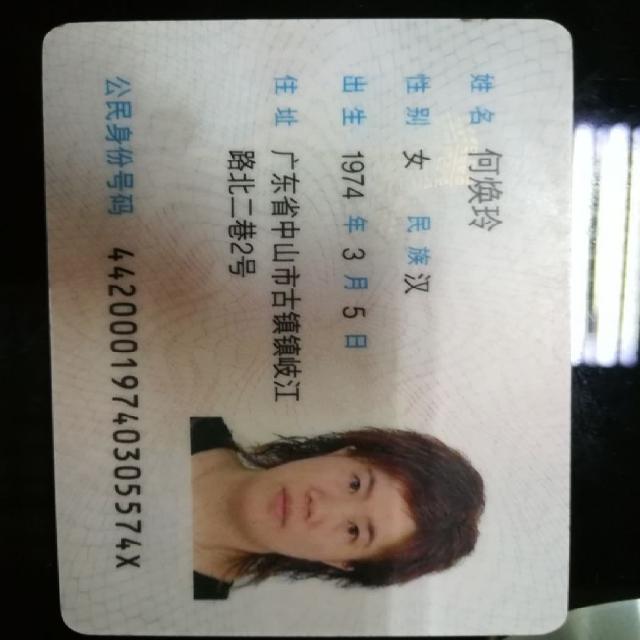 姓名 何焕玲
性别 女 民族 汉
出生 1974 年 3 月 5 日
住址 广东省中山市古镇镇岐江
路北二巷2号
公民身份号码 44200019740305574X